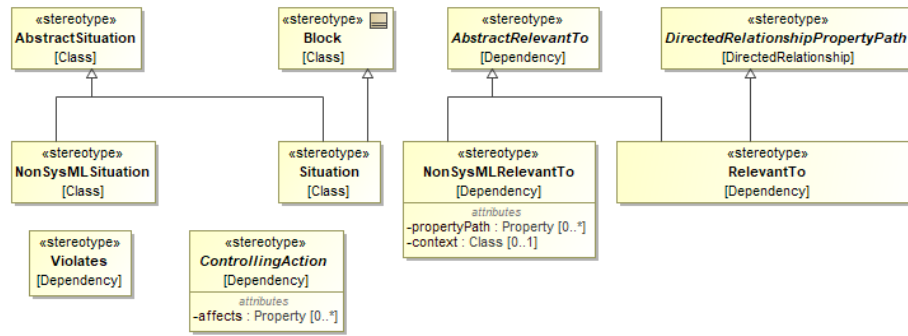 «stereotype»
AbstractSituation
[Class]
«stereotype»
Block
[Class]
«stereotype»
AbstractRelevantTo
[Dependency]
«stereotype»
DirectedRelationshipPropertyPath
[DirectedRelationship]
«stereotype»
NonSysMLSituation
[Class]
«stereotype»
Situation
[Class]
«stereotype»
NonSysMLRelevantTo
[Dependency]
attributes
-propertyPath : Property [0..*]
-context : Class [0..1]
«stereotype»
RelevantTo
[Dependency]
«stereotype»
Violates
[Dependency]
«stereotype»
ControllingAction
[Dependency]
attributes
-affects : Property [0..*]